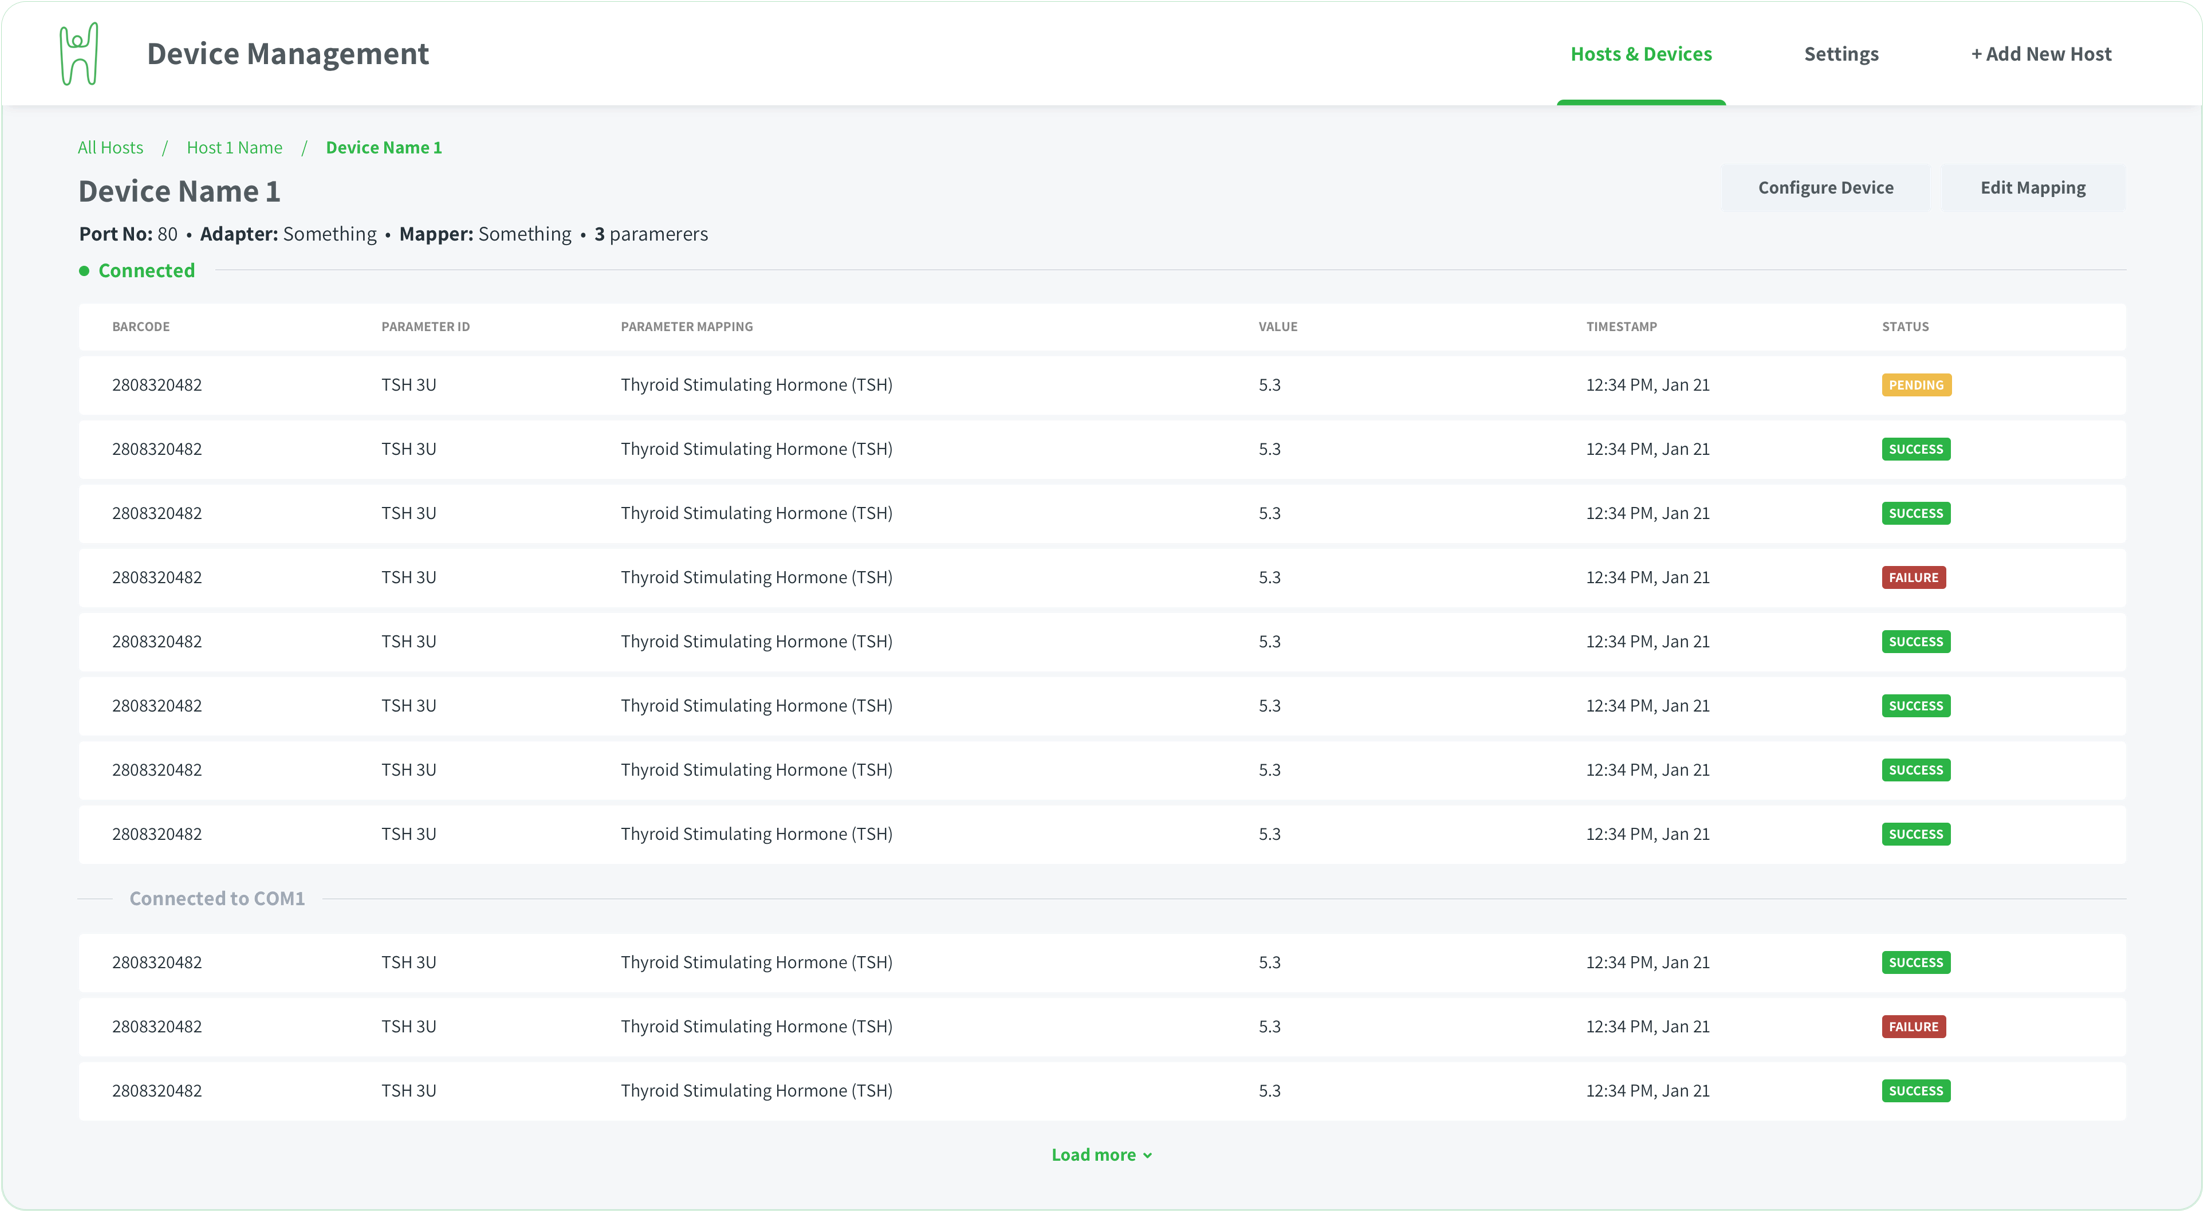 Device Management
Hosts & Devices
Settings
+ Add New Host
All Hosts / Host 1 Name / Device Name 1
Device Name 1
Configure Device
Edit Mapping
Port No: 80 • Adapter: Something • Mapper: Something • 3 paramerers
Connected
BARCODE PARAMETER ID PARAMETER MAPPING VALUE TIMESTAMP STATUS
2808320482 TSH 3U Thyroid Stimulating Hormone (TSH) 5.3 12:34 PM, Jan 21 PENDING
2808320482 TSH 3U Thyroid Stimulating Hormone (TSH) 5.3 12:34 PM, Jan 21 SUCCESS
2808320482 TSH 3U Thyroid Stimulating Hormone (TSH) 5.3 12:34 PM, Jan 21 SUCCESS
2808320482 TSH 3U Thyroid Stimulating Hormone (TSH) 5.3 12:34 PM, Jan 21 FAILURE
2808320482 TSH 3U Thyroid Stimulating Hormone (TSH) 5.3 12:34 PM, Jan 21 SUCCESS
2808320482 TSH 3U Thyroid Stimulating Hormone (TSH) 5.3 12:34 PM, Jan 21 SUCCESS
2808320482 TSH 3U Thyroid Stimulating Hormone (TSH) 5.3 12:34 PM, Jan 21 SUCCESS
2808320482 TSH 3U Thyroid Stimulating Hormone (TSH) 5.3 12:34 PM, Jan 21 SUCCESS
Connected to COM1
2808320482 TSH 3U Thyroid Stimulating Hormone (TSH) 5.3 12:34 PM, Jan 21 SUCCESS
2808320482 TSH 3U Thyroid Stimulating Hormone (TSH) 5.3 12:34 PM, Jan 21 FAILURE
2808320482 TSH 3U Thyroid Stimulating Hormone (TSH) 5.3 12:34 PM, Jan 21 SUCCESS
Load more